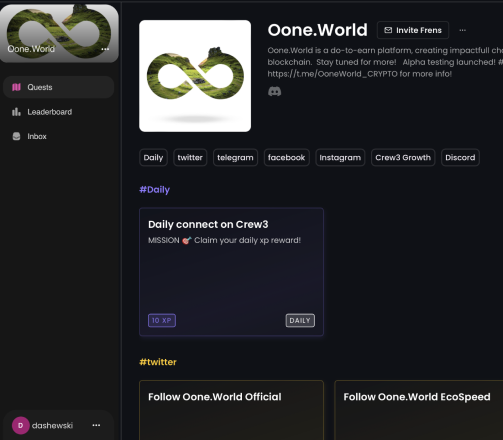 Oone.World
Quests
Leaderboard
Inbox
Oone.World
Invite Frens
Oone.World is a do-to-earn platform, creating impactfull
blockchain. Stay tuned for more! Alpha testing launched! #
https://t.me/OoneWorld_CRYPTO for more info!
Daily twitter telegram facebook Instagram Crew3 Growth Discord
#Daily
Daily connect on Crew3
MISSION 🎯 Claim your daily xp reward!
10 XP DAILY
#twitter
Follow Oone.World Official Follow Oone.World EcoSpeed
D dashewski